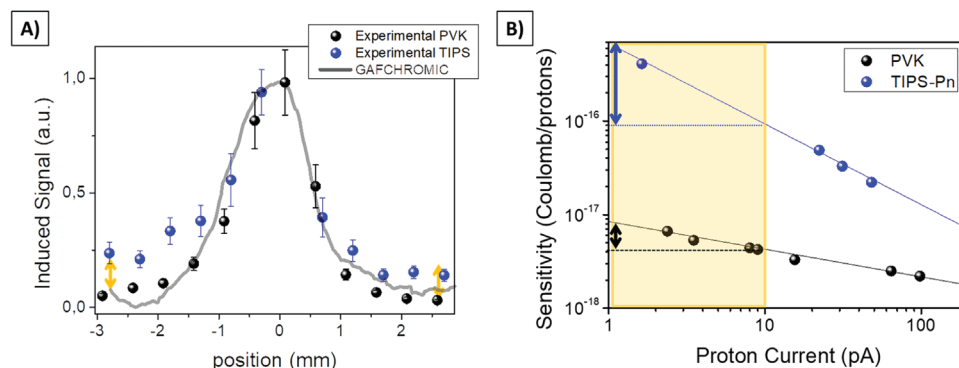 A)
Experimental PVK
Experimental TIPS
GAFCHROMIC
1,0
0,5
0,0
Induced Signal (a.u.)
-3 -2 -1 0 1 2
position (mm)
B)
PVK
TIPS-Pn
10⁻¹⁶
10⁻¹⁷
10⁻¹⁸
Sensitivity (Coulomb/protons)
1 10 100
Proton Current (pA)